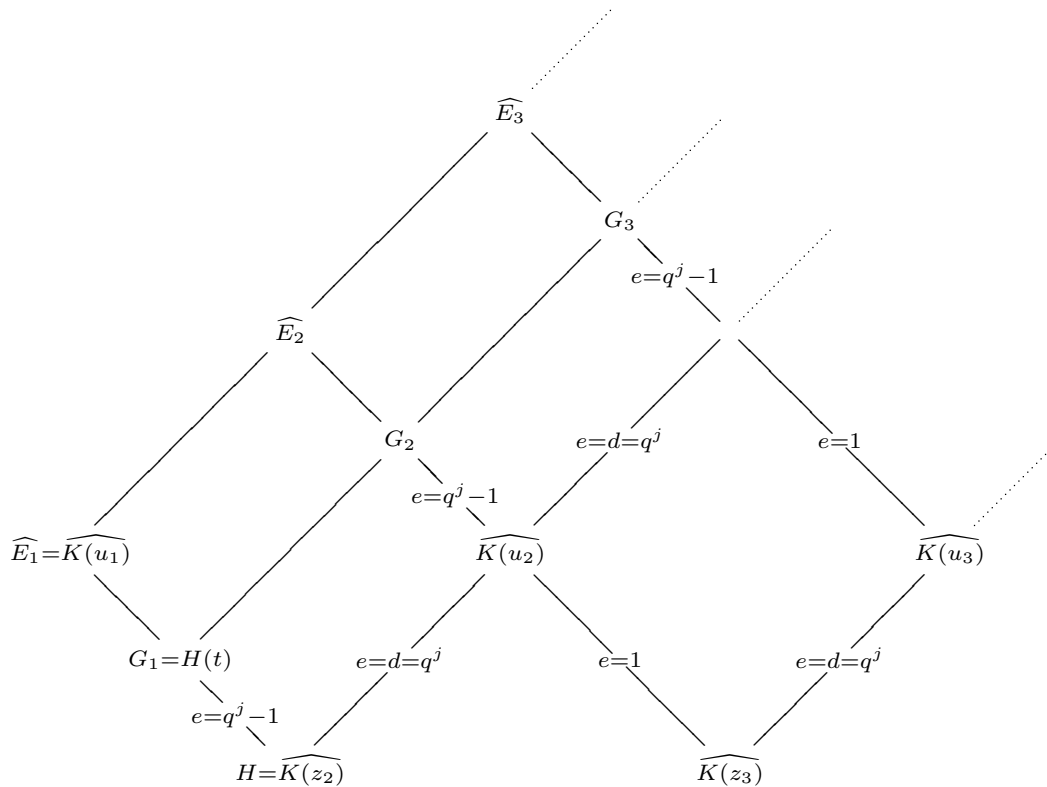 $\widehat{E_3}$
$G_3$
$e=q^j-1$
$\widehat{E_2}$
$G_2$
$e=d=q^j$
$e=1$
$e=q^j-1$
$\widehat{E_1}=\widehat{K(u_1)}$ $\widehat{K(u_2)}$ $\widehat{K(u_3)}$
$G_1=H(t)$ $e=d=q^j$ $e=1$ $e=d=q^j$
$e=q^j-1$
$H=\widehat{K(z_2)}$ $\widehat{K(z_3)}$